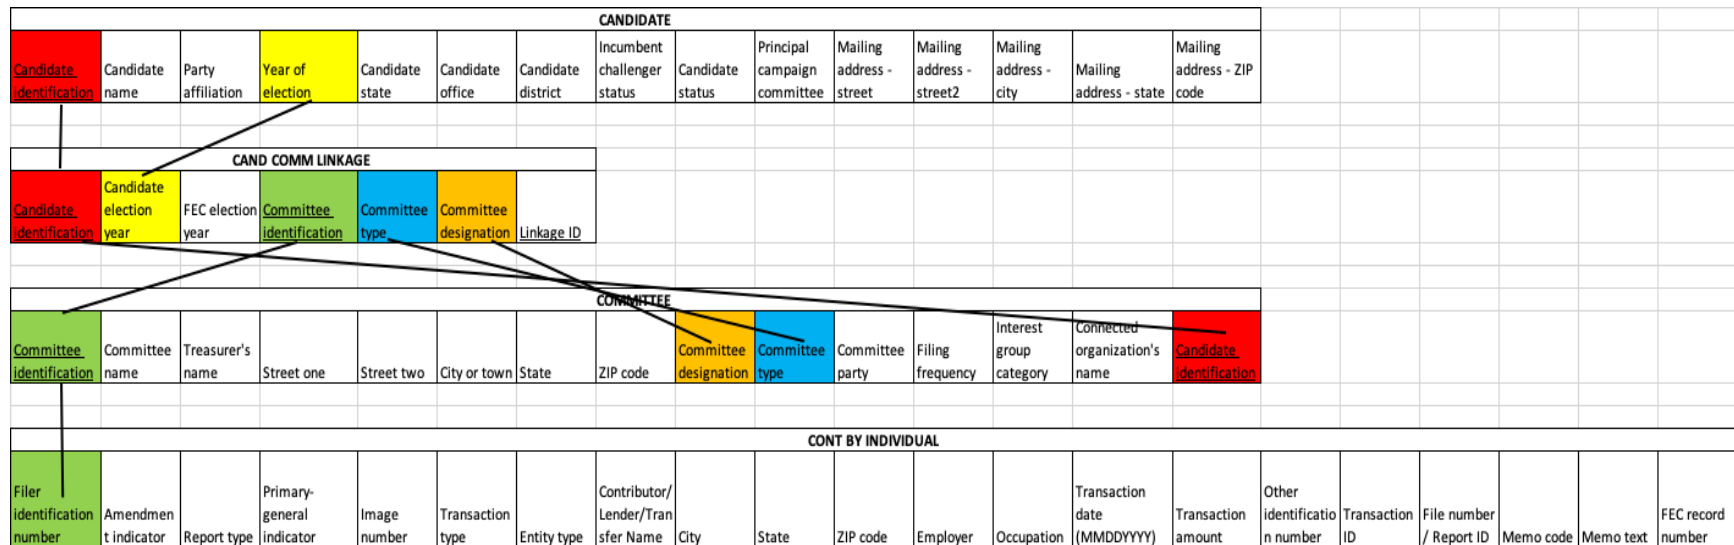 CANDIDATE
Candidate
identification
Candidate
name
Party
affiliation
Year of
election
Candidate
state
Candidate
office
Candidate
district
Incumbent
challenger
status
Candidate
status
Principal
campaign
committee
Mailing
address -
street
Mailing
address -
street2
Mailing
address -
city
Mailing
address - state
Mailing
address - ZIP
code
CAND COMM LINKAGE
Candidate
identification
Candidate
election
year
FEC election
year
Committee
identification
Committee
type
Committee
designation
Linkage ID
COMMITTEE
Committee
identification
Committee
name
Treasurer's
name
Street one
Street two
City or town
State
ZIP code
Committee
designation
Committee
type
Committee
party
Filing
frequency
Interest
group
category
Connected
organization's
name
Candidate
identification
CONT BY INDIVIDUAL
Filer
identification
number
Amendmen
t indicator
Report type
Primary-
general
indicator
Image
number
Transaction
type
Entity type
Contributor/
Lender/Tran
sfer Name
City
State
ZIP code
Employer
Occupation
Transaction
date
(MMDDYYYY)
Transaction
amount
Other
identificatio
n number
Transaction
ID
File number
/ Report ID
Memo code
Memo text
FEC record
number